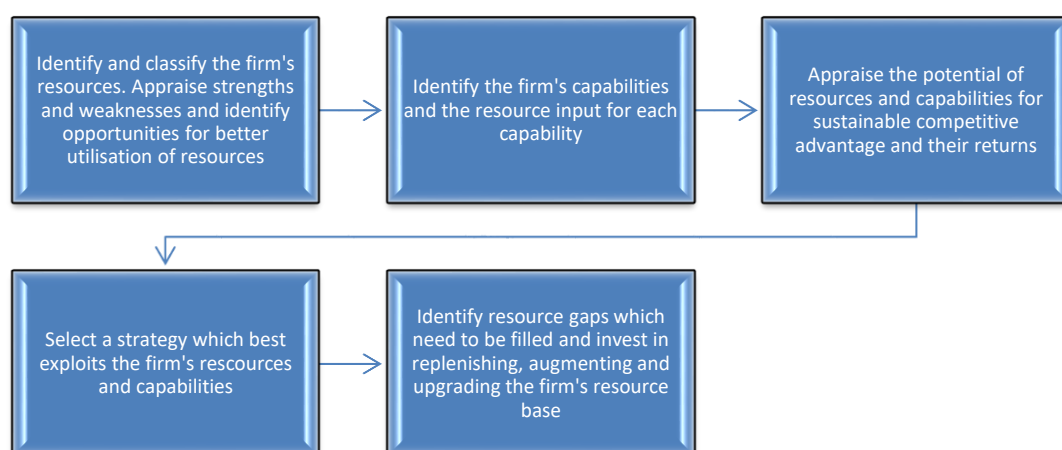 Identify and classify the firm's
resources. Appraise strengths
and weaknesses and identify
opportunities for better
utilisation of resources
Identify the firm's capabilities
and the resource input for each
capability
Appraise the potential of
resources and capabilities for
sustainable competitive
advantage and their returns
Select a strategy which best
exploits the firm's rescources
and capabilities
Identify resource gaps which
need to be filled and invest in
replenishing, augmenting and
upgrading the firm's resource
base